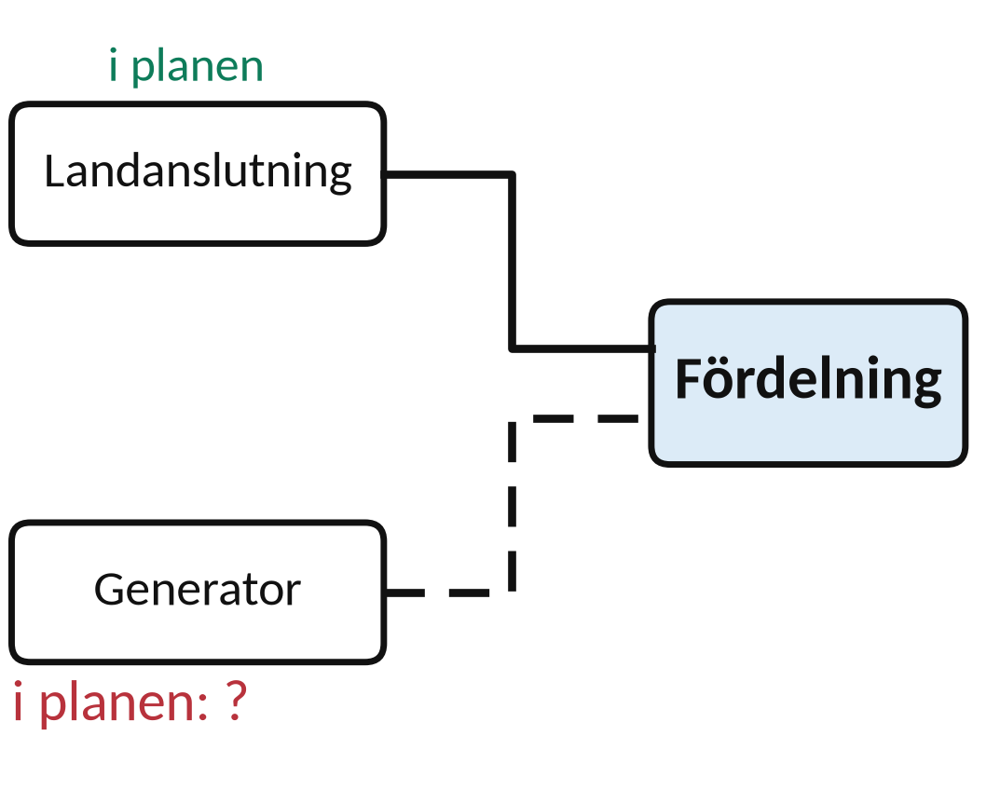 i planen
Landanslutning
Fördelning
Generator
i planen: ?